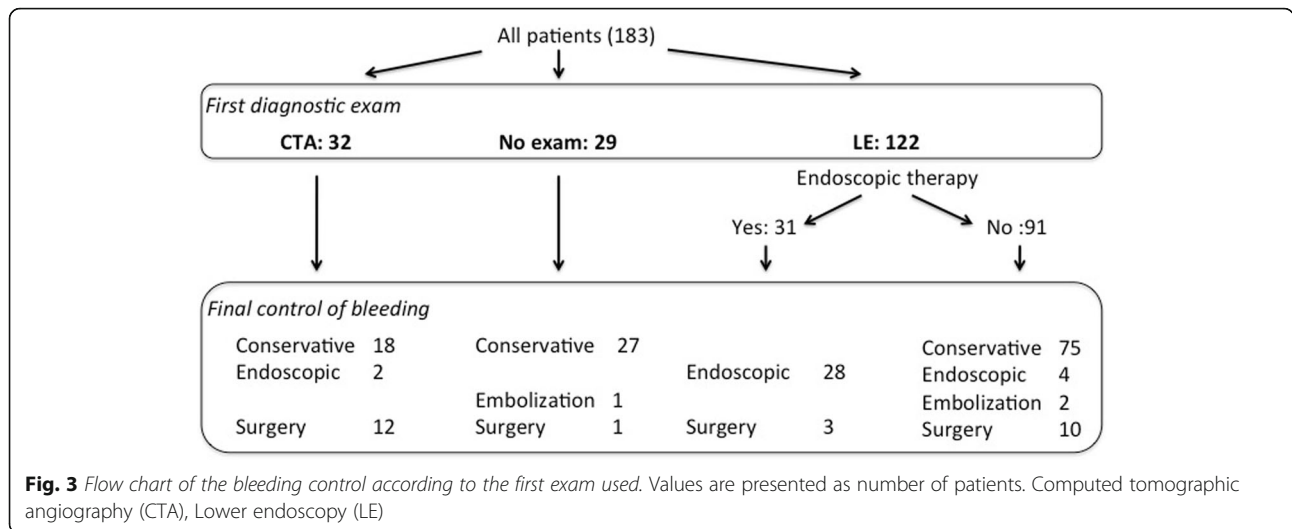 All patients (183)
First diagnostic exam
CTA: 32 No exam: 29 LE: 122
Endoscopic therapy
Yes: 31 No :91
Final control of bleeding
Conservative 18 Conservative 27 Conservative 75
Endoscopic 2 Endoscopic 28 Endoscopic 4
Embolization 1 Embolization 2
Surgery 12 Surgery 1 Surgery 3 Surgery 10
Fig. 3 Flow chart of the bleeding control according to the first exam used. Values are presented as number of patients. Computed tomographic
angiography (CTA), Lower endoscopy (LE)